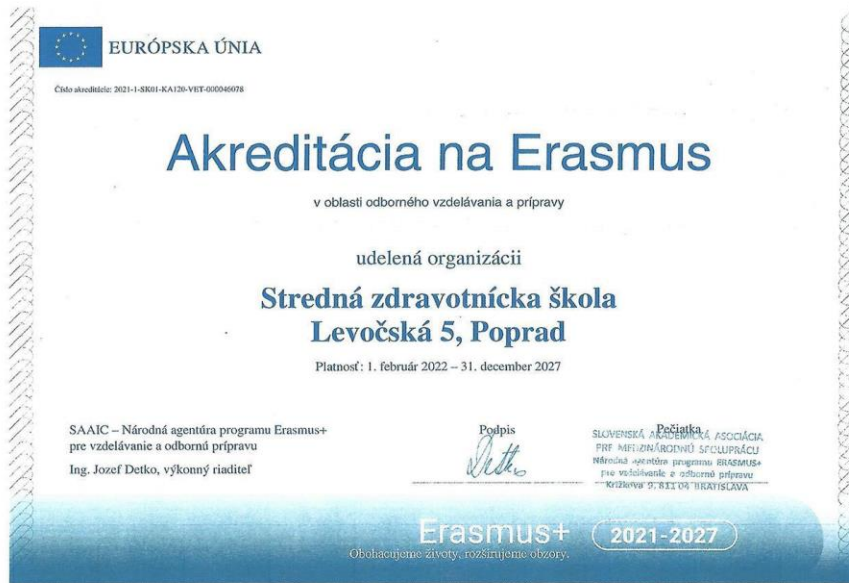 EURÓPSKA ÚNIA
Číslo akreditácie: 2021-1-SK01-KA120-VET-000046078
Akreditácia na Erasmus
v oblasti odborného vzdelávania a prípravy
udelená organizácii
Stredná zdravotnícka škola
Levočská 5, Poprad
Platnosť: 1. február 2022 – 31. december 2027
SAAIC – Národná agentúra programu Erasmus+
pre vzdelávanie a odbornú prípravu
Ing. Jozef Detko, výkonný riaditeľ
Podpis
Detko
Pečiatka
SLOVENSKÁ AKADEMICKÁ ASOCIÁCIA
PRE MEDZINÁRODNÚ SPOLUPRÁCU
Národná agentúra programu ERASMUS+
pre vzdelávanie a odbornú prípravu
Križkova 9, 811 04 BRATISLAVA
Erasmus+
2021-2027
Obohacujeme životy, rozširujeme obzory.